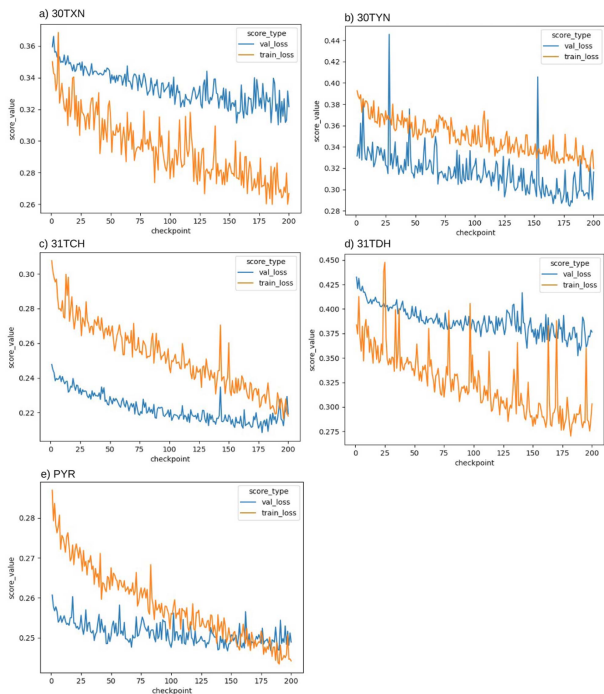 a) 30TXN
score_type
val_loss
train_loss
0.36
0.34
0.32
0.30
0.28
0.26
score_value
0
25
50
75
100
125
150
175
200
checkpoint
b) 30TYN
score_type
val_loss
train_loss
0.44
0.42
0.40
0.38
0.36
0.34
0.32
0.30
0.28
score_value
0
25
50
75
100
125
150
175
200
checkpoint
c) 31TCH
score_type
val_loss
train_loss
0.30
0.28
0.26
0.24
0.22
score_value
0
25
50
75
100
125
150
175
200
checkpoint
d) 31TDH
score_type
val_loss
train_loss
0.450
0.425
0.400
0.375
0.350
0.325
0.300
0.275
score_value
0
25
50
75
100
125
150
175
200
checkpoint
e) PYR
score_type
val_loss
train_loss
0.28
0.27
0.26
0.25
score_value
0
25
50
75
100
125
150
175
200
checkpoint